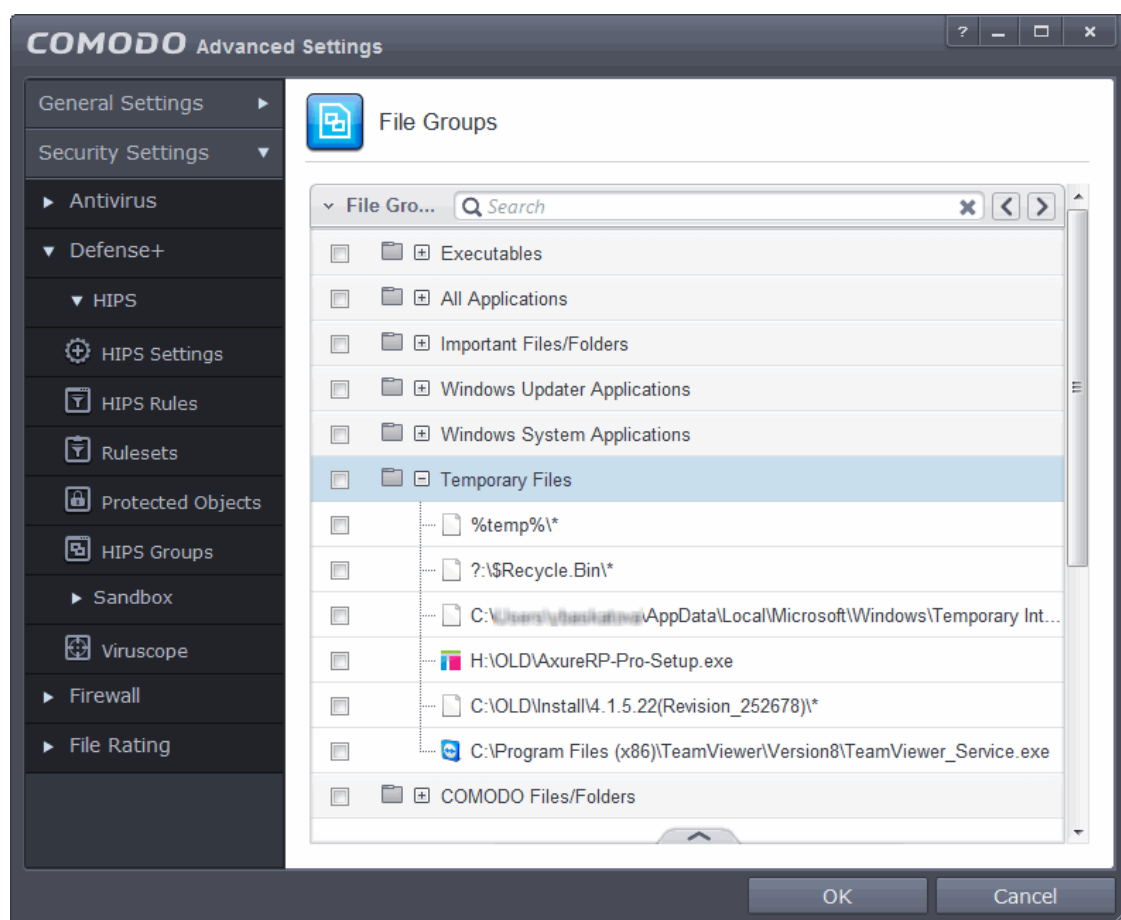 COMODO Advanced Settings
?
General Settings
Security Settings
Antivirus
Defense+
HIPS
HIPS Settings
HIPS Rules
Rulesets
Protected Objects
HIPS Groups
Sandbox
Viruscope
Firewall
File Rating
File Groups
File Gro... Search
Executables
All Applications
Important Files/Folders
Windows Updater Applications
Windows System Applications
Temporary Files
%temp%\*
?:\$Recycle.Bin\*
C:\ \AppData\Local\Microsoft\Windows\Temporary Int...
H:\OLD\AxureRP-Pro-Setup.exe
C:\OLD\Install\4.1.5.22(Revision_252678)\*
C:\Program Files (x86)\TeamViewer\Version8\TeamViewer_Service.exe
COMODO Files/Folders
OK Cancel